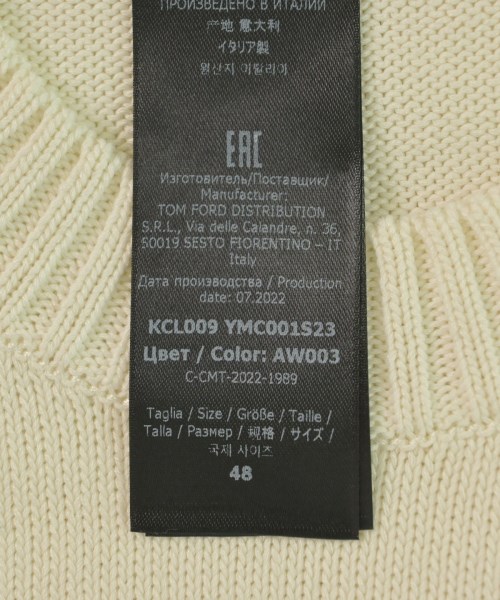 ПРОИЗВЕДЕНО В ИТАЛИИ
产地 意大利
イタリア製
원산지 이탈리아
EAC
Изготовитель/Поставщик/
Manufacturer:
TOM FORD DISTRIBUTION
S.R.L., Via delle Calandre, n. 36,
50019 SESTO FIORENTINO – IT
Italy
Дата производства / Production
date: 07.2022
KCL009 YMC001S23
Цвет / Color: AW003
C-CMT-2022-1989
Taglia / Size / Größe / Taille /
Talla / Размер / 规格 / サイズ /
국제 사이즈
48